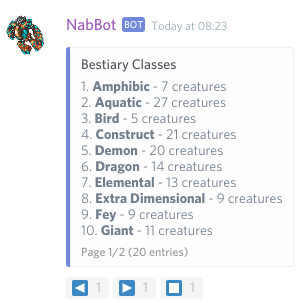 NabBot BOT Today at 08:23
Bestiary Classes
1. Amphibic - 7 creatures
2. Aquatic - 27 creatures
3. Bird - 5 creatures
4. Construct - 21 creatures
5. Demon - 20 creatures
6. Dragon - 14 creatures
7. Elemental - 13 creatures
8. Extra Dimensional - 9 creatures
9. Fey - 9 creatures
10. Giant - 11 creatures
Page 1/2 (20 entries)
1 1 1